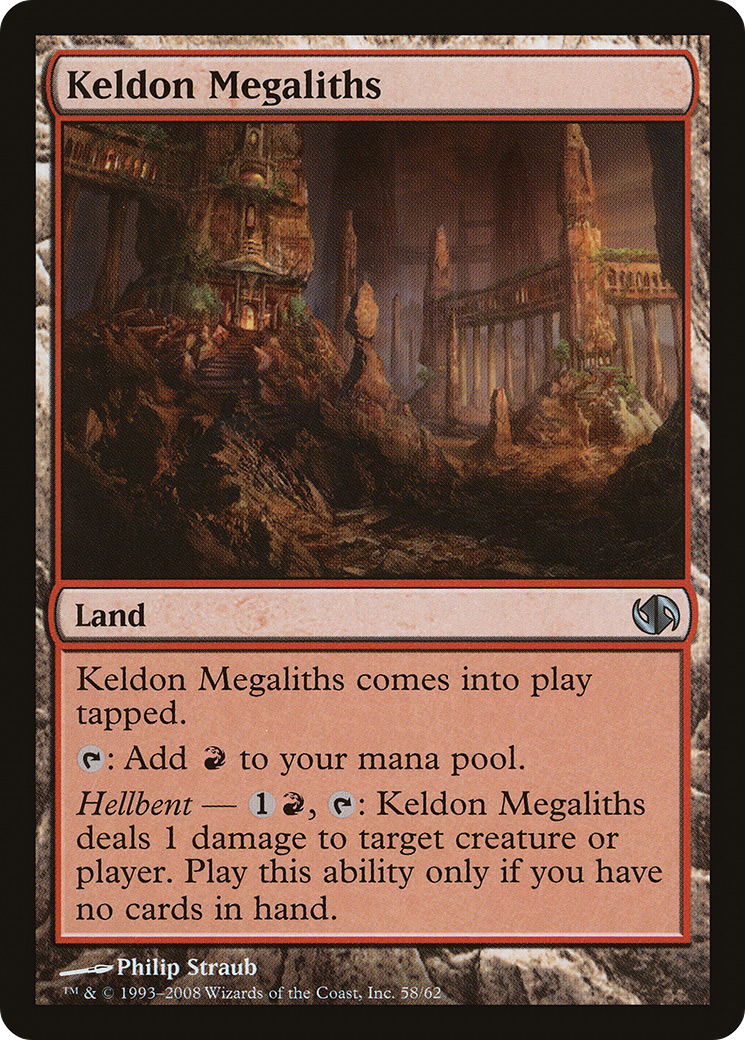 Keldon Megaliths
Land
Keldon Megaliths comes into play
tapped.
: Add to your mana pool.
Hellbent — 1 , : Keldon Megaliths
deals 1 damage to target creature or
player. Play this ability only if you have
no cards in hand.
Philip Straub
™ & © 1993–2008 Wizards of the Coast, Inc. 58/62